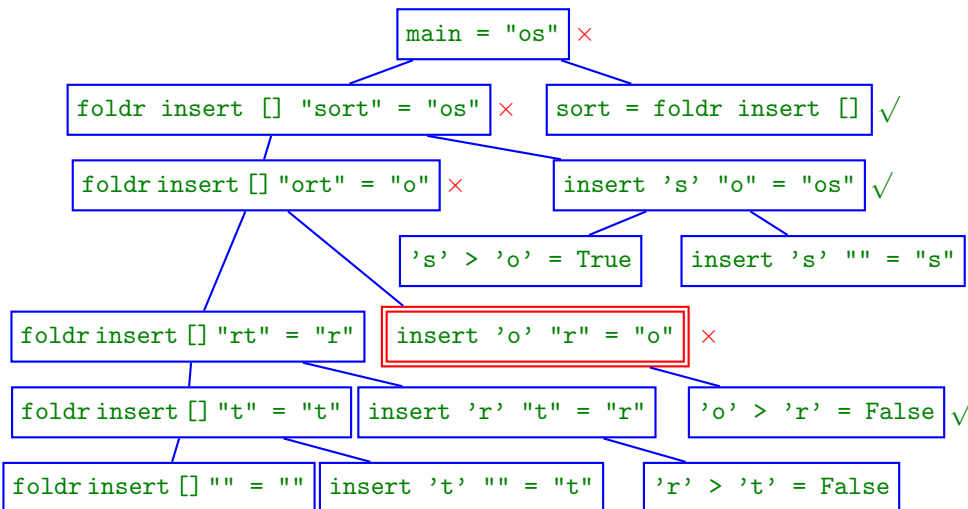 main = "os" ×
foldr insert [] "sort" = "os" × sort = foldr insert [] √
foldr insert [] "ort" = "o" × insert 's' "o" = "os" √
's' > 'o' = True insert 's' "" = "s"
foldr insert [] "rt" = "r" insert 'o' "r" = "o" ×
foldr insert [] "t" = "t" insert 'r' "t" = "r" 'o' > 'r' = False √
foldr insert [] "" = "" insert 't' "" = "t" 'r' > 't' = False